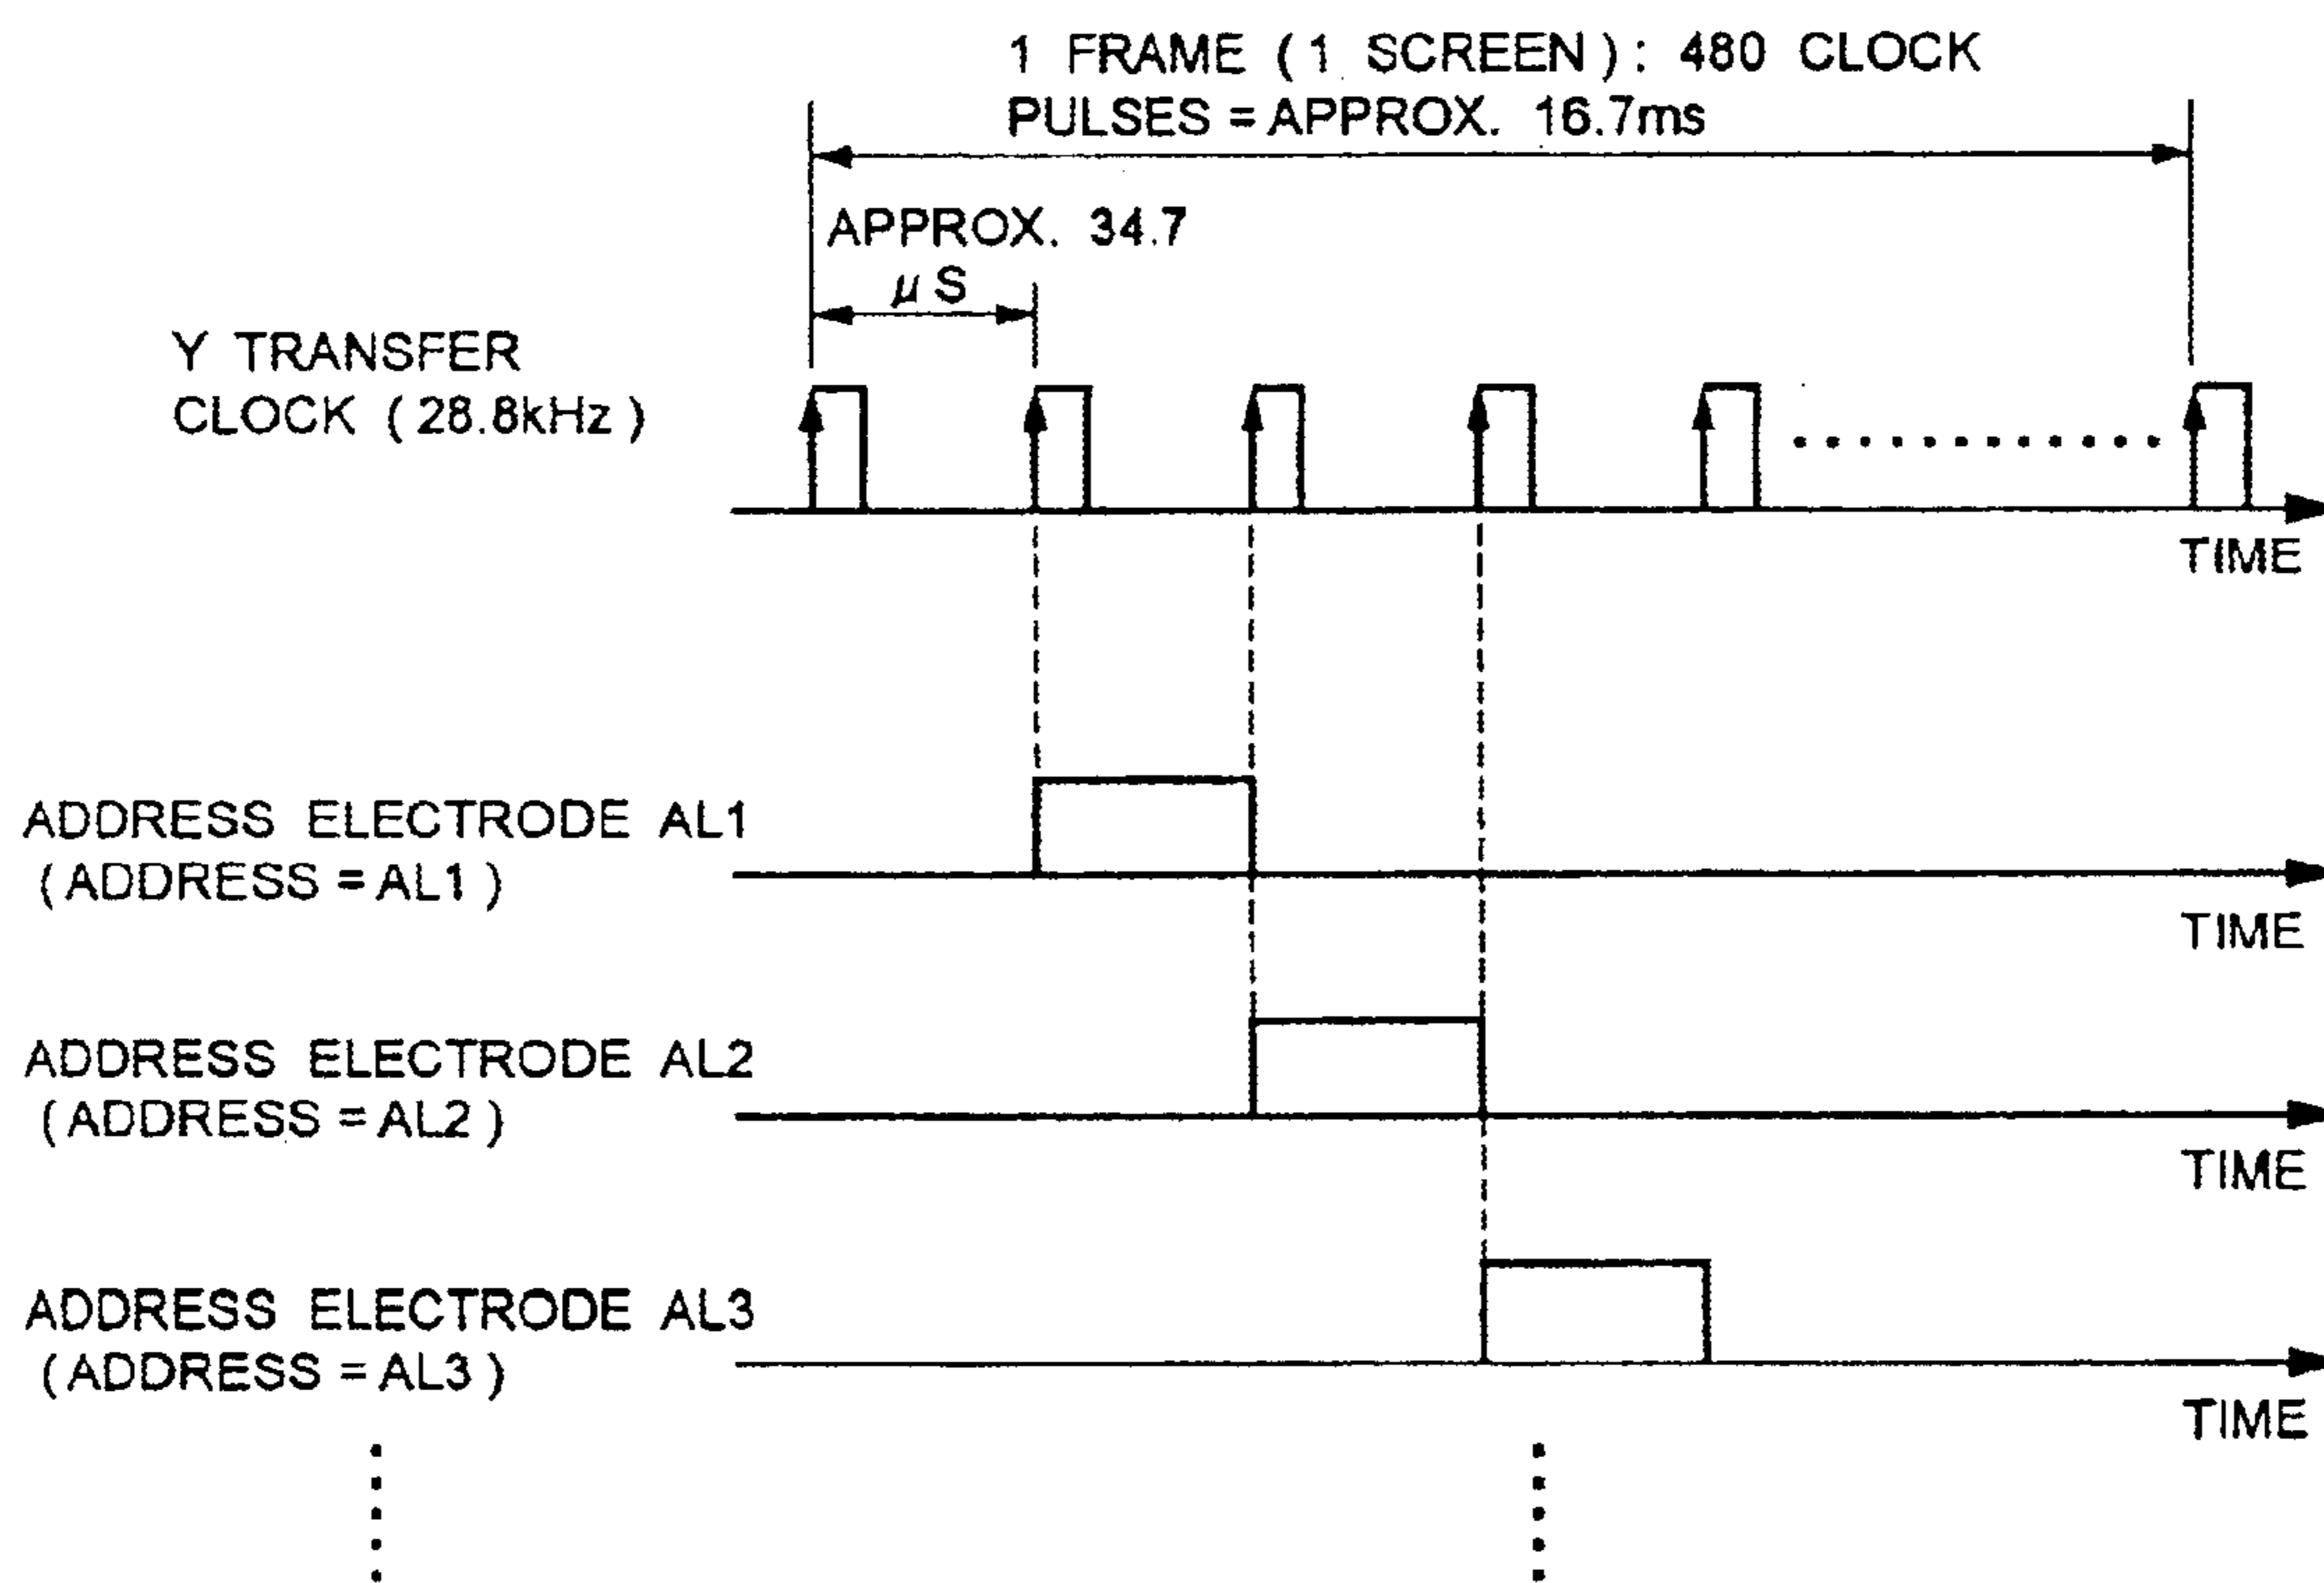 1 FRAME (1 SCREEN): 480 CLOCK
PULSES =APPROX. 16.7ms
APPROX. 34.7
μS
Y TRANSFER
CLOCK (28.8kHz)
TIME
ADDRESS ELECTRODE AL1
(ADDRESS =AL1)
TIME
ADDRESS ELECTRODE AL2
(ADDRESS =AL2)
TIME
ADDRESS ELECTRODE AL3
(ADDRESS =AL3)
TIME